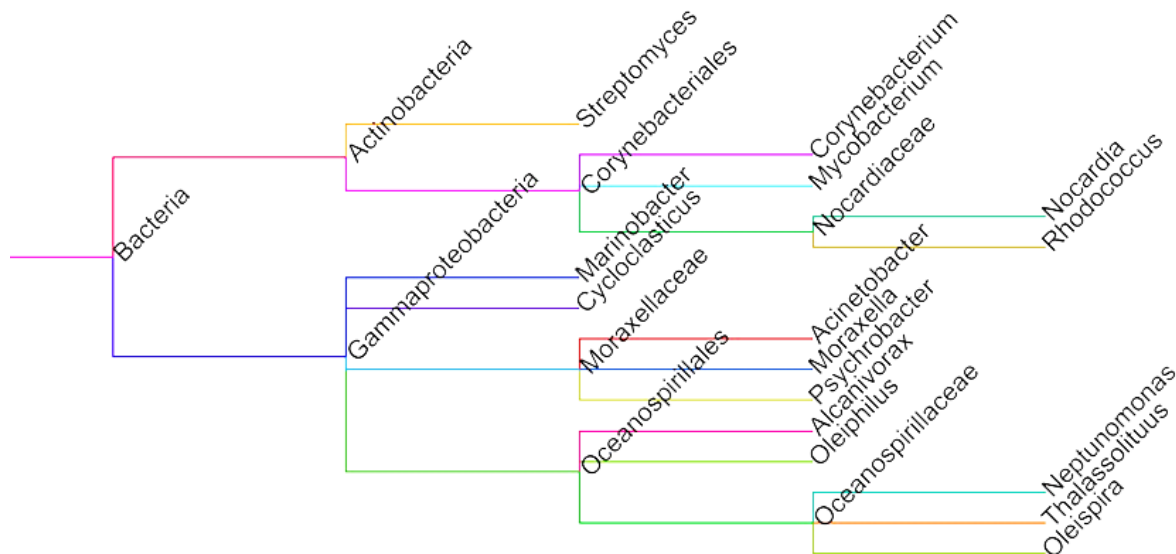 Bacteria
Actinobacteria
Streptomyces
Corynebacteriales
Corynebacterium
Mycobacterium
Nocardiaceae
Nocardia
Rhodococcus
Gammaproteobacteria
Marinobacter
Cycloclasticus
Moraxellaceae
Acinetobacter
Moraxella
Psychrobacter
Oceanospirillales
Alcanivorax
Oleiphilus
Oceanospirillaceae
Neptunomonas
Thalassolituus
Oleispira